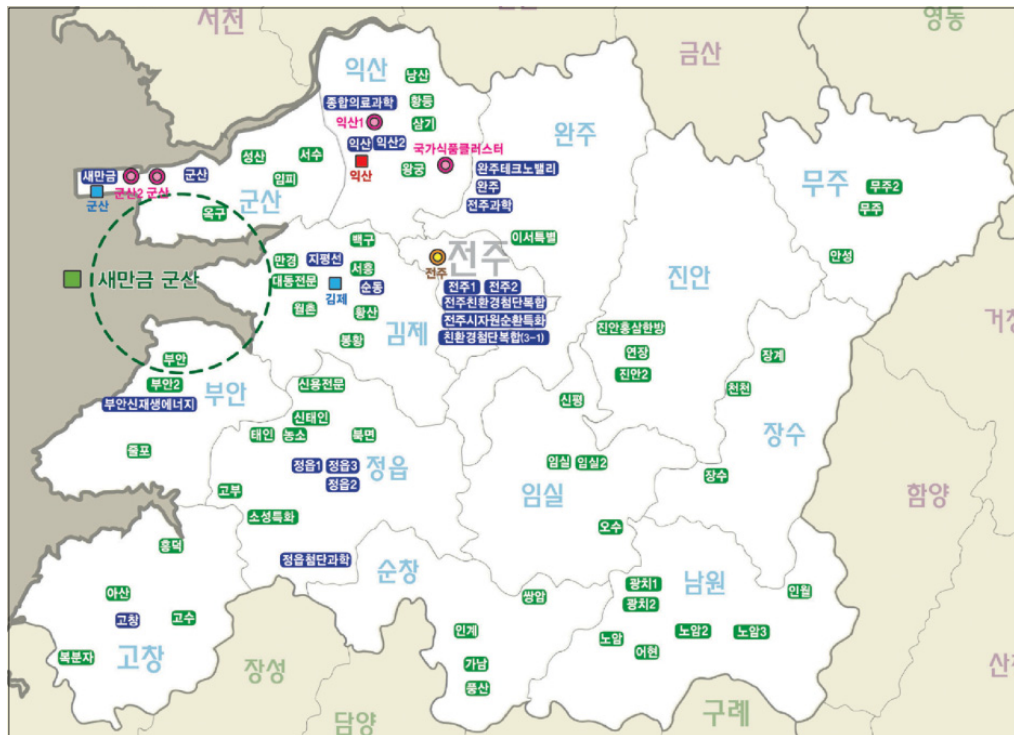 서천
영동
금산
익산
남산
종합의료과학
황등
익산1
삼기
완주
익산
익산2
국가식품클러스터
성산
서수
익산
왕궁
완주테크노밸리
새만금
군산
임피
완주
무주
무주2
군산
군산2
군산
군산
전주과학
무주
옥구
백구
이서특별
전주
안성
만경
지평선
서흥
전주
새만금 군산
대동전문
순동
전주1
전주2
진안
김제
전주친환경첨단복합
월촌
황산
전주시자원순환특화
거창
김제
진안홍삼한방
봉황
친환경첨단복합(3-1)
부안
연장
장계
부안2
부안
신용전문
진안2
천천
부안신재생에너지
신평
장수
신태인
태인
농소
북면
줄포
정읍1
정읍3
정읍
임실
임실2
장수
정읍2
고부
임실
함양
소성특화
오수
흥덕
정읍첨단과학
순창
남원
아산
쌍암
광치1
인월
고창
고수
광치2
인계
노암
노암2
노암3
복분자
고창
장성
가남
어현
풍산
구례
담양